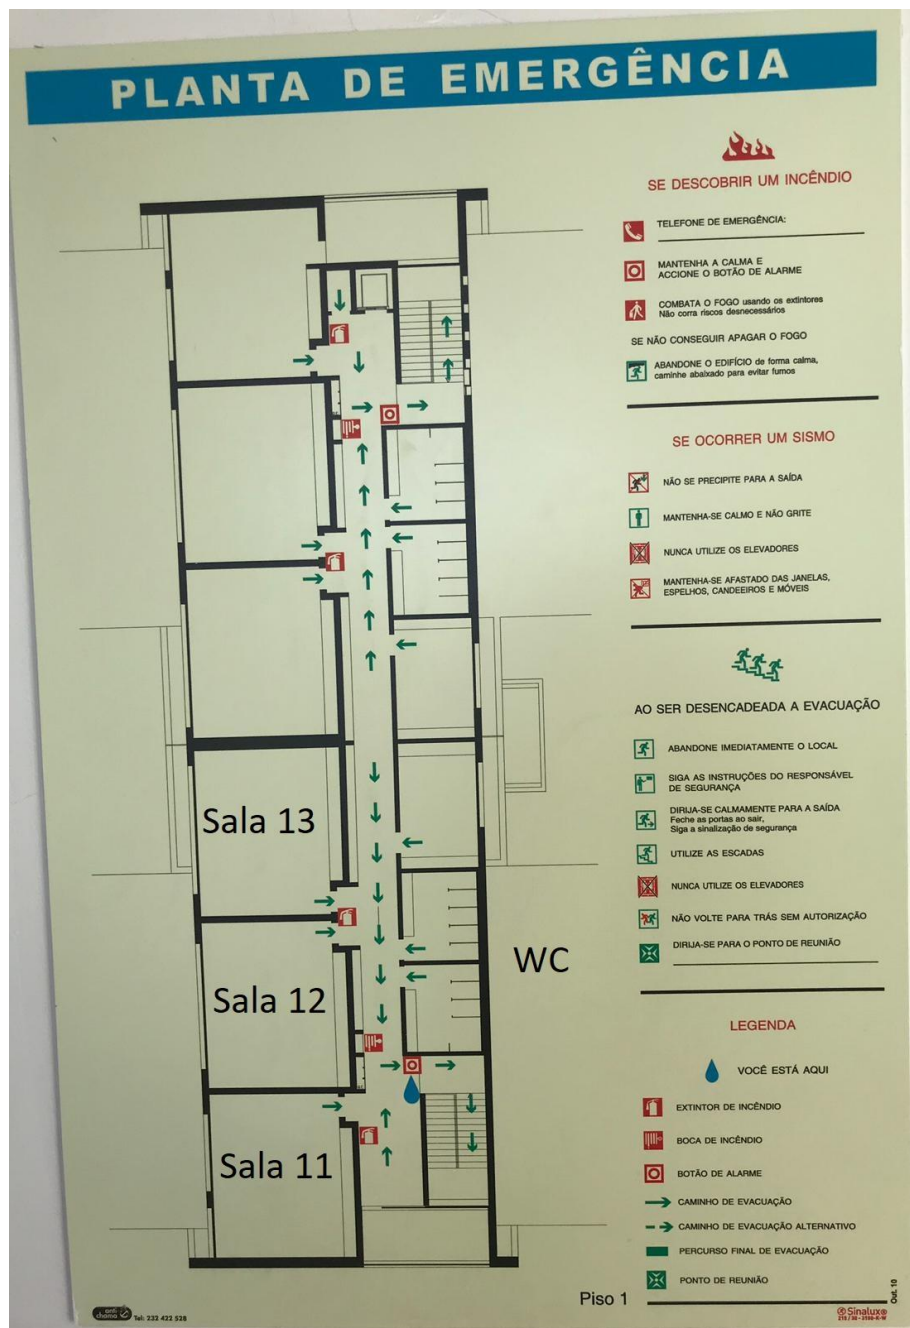 PLANTA DE EMERGÊNCIA
SE DESCOBRIR UM INCÊNDIO
TELEFONE DE EMERGÊNCIA:
MANTENHA A CALMA E
ACCIONE O BOTÃO DE ALARME
COMBATA O FOGO usando os extintores
Não corra riscos desnecessários
SE NÃO CONSEGUIR APAGAR O FOGO
ABANDONE O EDIFÍCIO de forma calma,
caminhe abaixado para evitar fumos
SE OCORRER UM SISMO
NÃO SE PRECIPITE PARA A SAÍDA
MANTENHA-SE CALMO E NÃO GRITE
NUNCA UTILIZE OS ELEVADORES
MANTENHA-SE AFASTADO DAS JANELAS,
ESPELHOS, CANDEEIROS E MÓVEIS
AO SER DESENCADEADA A EVACUAÇÃO
ABANDONE IMEDIATAMENTE O LOCAL
SIGA AS INSTRUÇÕES DO RESPONSÁVEL
DE SEGURANÇA
DIRIJA-SE CALMAMENTE PARA A SAÍDA
Feche as portas ao sair,
Siga a sinalização de segurança
UTILIZE AS ESCADAS
NUNCA UTILIZE OS ELEVADORES
NÃO VOLTE PARA TRÁS SEM AUTORIZAÇÃO
DIRIJA-SE PARA O PONTO DE REUNIÃO
LEGENDA
VOCÊ ESTÁ AQUI
EXTINTOR DE INCÊNDIO
BOCA DE INCÊNDIO
BOTÃO DE ALARME
CAMINHO DE EVACUAÇÃO
CAMINHO DE EVACUAÇÃO ALTERNATIVO
PERCURSO FINAL DE EVACUAÇÃO
PONTO DE REUNIÃO
Sala 13
Sala 12
WC
Sala 11
Piso 1
Out. 10
anti
chama
Tel: 232 422 528
Sinalux®